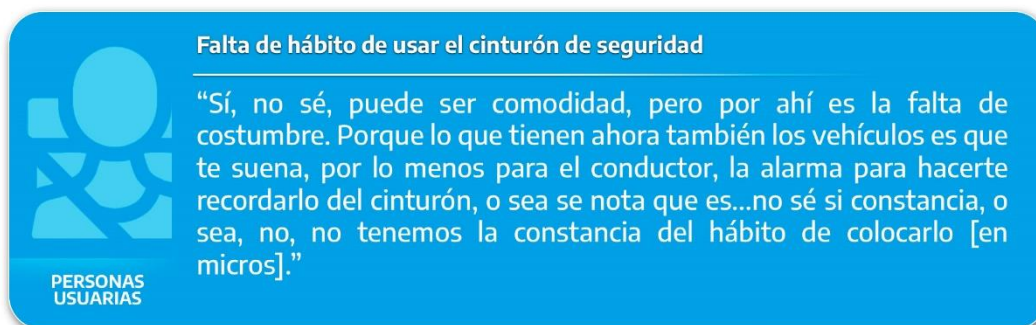 Falta de hábito de usar el cinturón de seguridad
“Sí, no sé, puede ser comodidad, pero por ahí es la falta de
costumbre. Porque lo que tienen ahora también los vehículos es que
te suena, por lo menos para el conductor, la alarma para hacerte
recordarlo del cinturón, o sea se nota que es...no sé si constancia, o
sea, no, no tenemos la constancia del hábito de colocarlo [en
micros].”
PERSONAS
USUARIAS